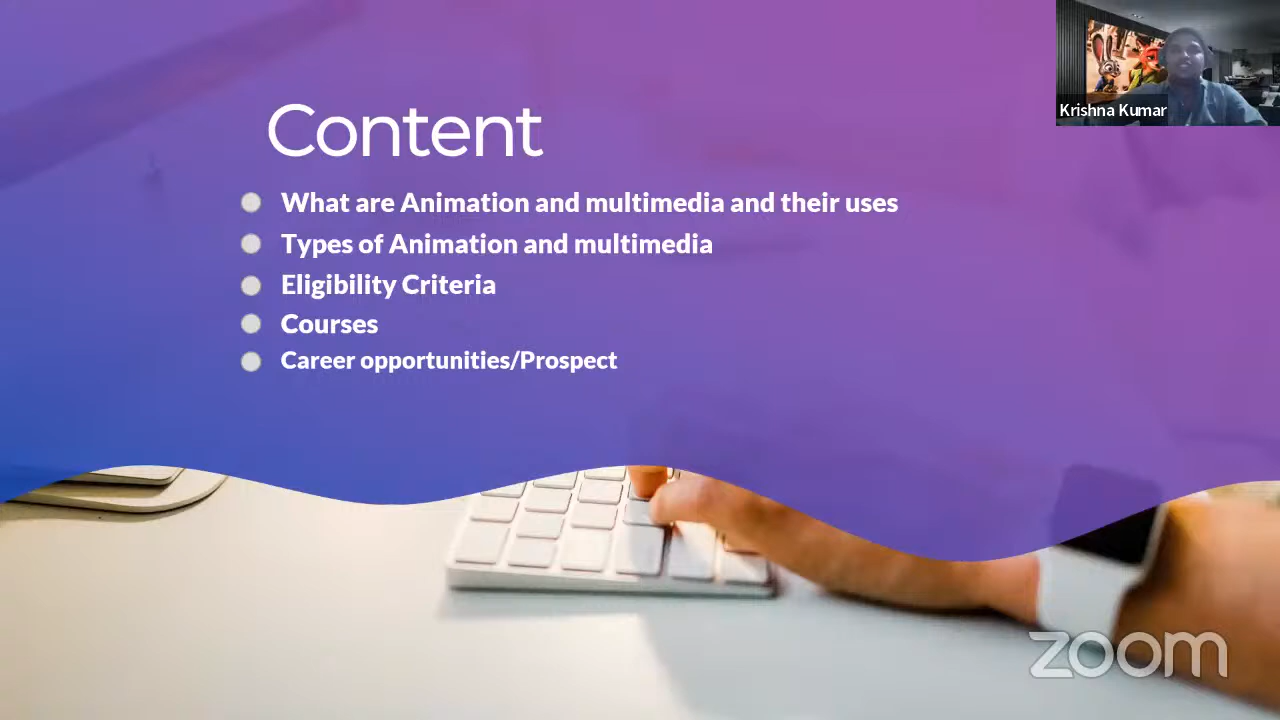 Content
What are Animation and multimedia and their uses
Types of Animation and multimedia
Eligibility Criteria
Courses
Career opportunities/Prospect
Krishna Kumar
zoom